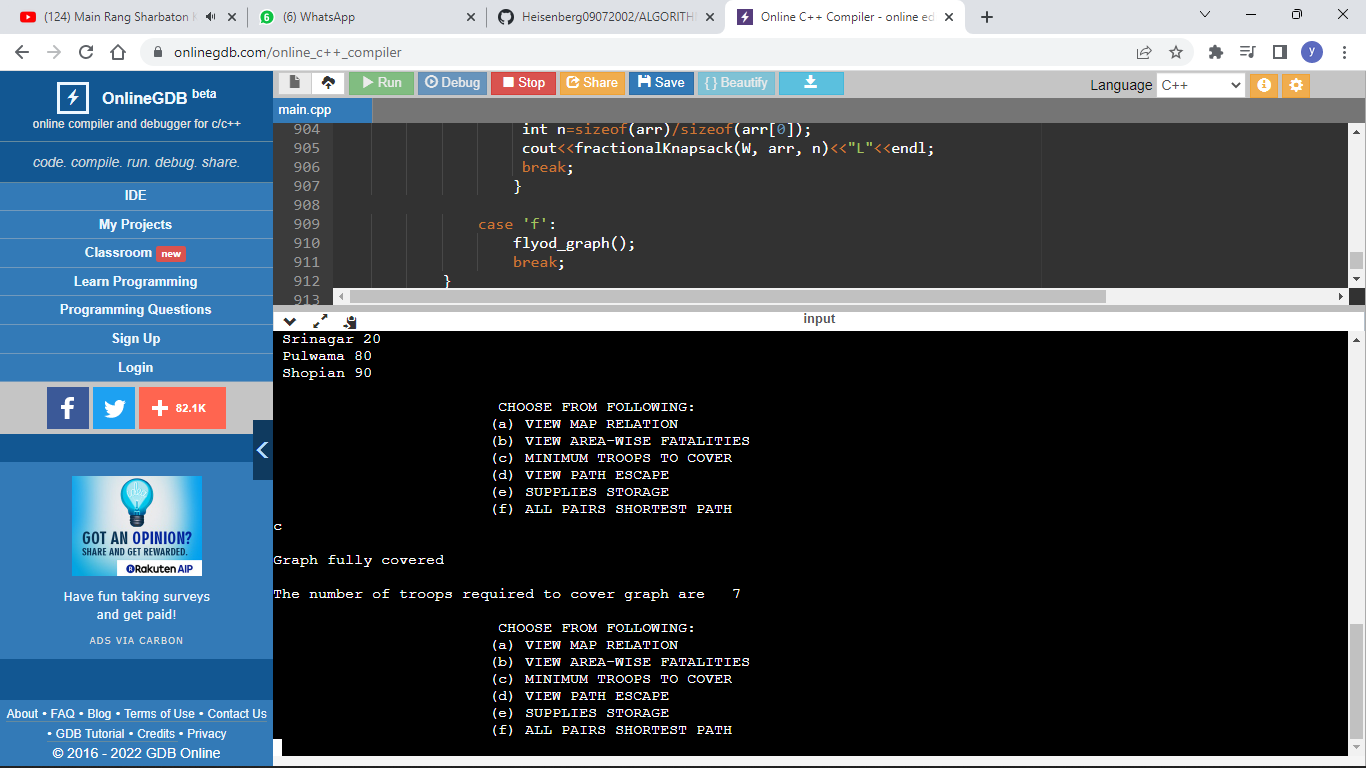 (124) Main Rang Sharbaton
(6) WhatsApp
Heisenberg09072002/ALGORITH
Online C++ Compiler - online ed
onlinegdb.com/online_c++_compiler
y
OnlineGDB beta
online compiler and debugger for c/c++
code. compile. run. debug. share.
IDE
My Projects
Classroom new
Learn Programming
Programming Questions
Sign Up
Login
f
+ 82.1K
GOT AN OPINION?
SHARE AND GET REWARDED.
Rakuten AIP
Have fun taking surveys
and get paid!
ADS VIA CARBON
About • FAQ • Blog • Terms of Use • Contact Us
• GDB Tutorial • Credits • Privacy
© 2016 - 2022 GDB Online
Run Debug Stop Share Save { } Beautify
Language C++
main.cpp
904 int n=sizeof(arr)/sizeof(arr[0]);
905 cout<<fractionalKnapsack(W, arr, n)<<"L"<<endl;
906 break;
907 }
908
909 case 'f':
910 flyod_graph();
911 break;
912 }
913
input
Srinagar 20
Pulwama 80
Shopian 90
CHOOSE FROM FOLLOWING:
(a) VIEW MAP RELATION
(b) VIEW AREA-WISE FATALITIES
(c) MINIMUM TROOPS TO COVER
(d) VIEW PATH ESCAPE
(e) SUPPLIES STORAGE
(f) ALL PAIRS SHORTEST PATH
c
Graph fully covered
The number of troops required to cover graph are 7
CHOOSE FROM FOLLOWING:
(a) VIEW MAP RELATION
(b) VIEW AREA-WISE FATALITIES
(c) MINIMUM TROOPS TO COVER
(d) VIEW PATH ESCAPE
(e) SUPPLIES STORAGE
(f) ALL PAIRS SHORTEST PATH